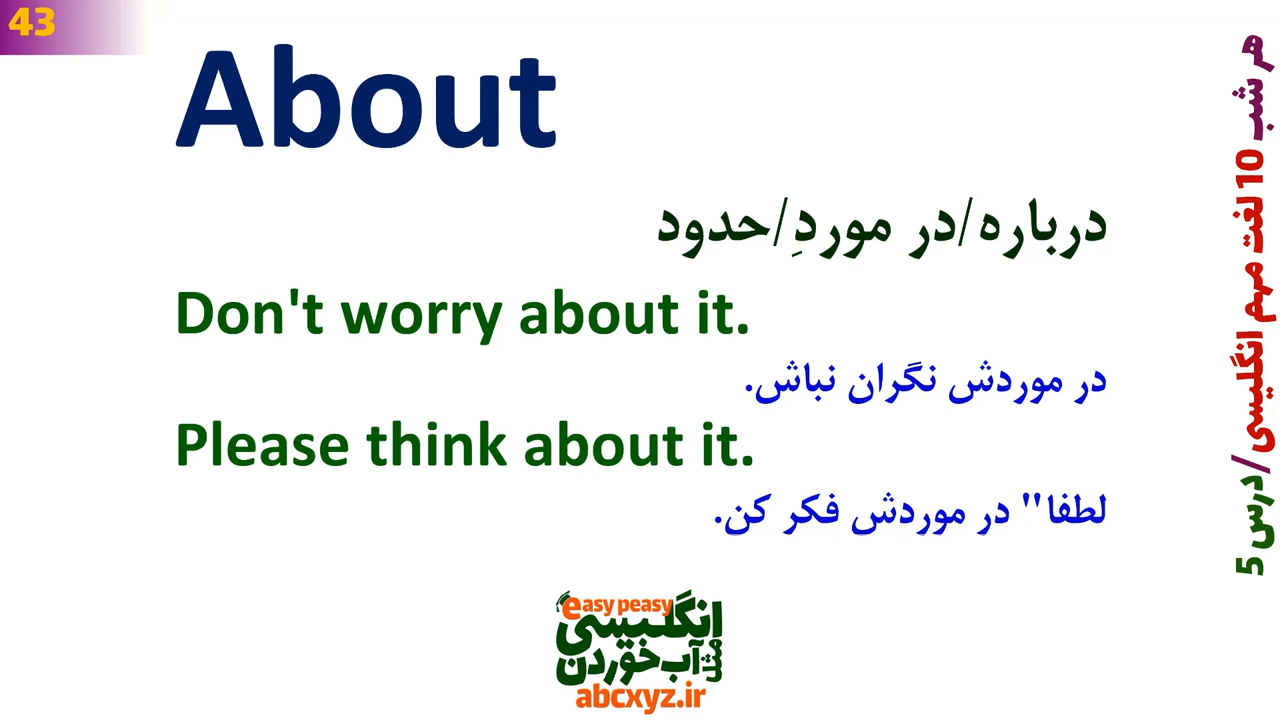 43
About
درباره/در موردِ/حدود
Don't worry about it.
در موردش نگران نباش.
Please think about it.
لطفا" در موردش فکر کن.
هر شب 10 لغت مهم انگلیسی/درس 5
easy peasy
انگلیسی
مثل آب خوردن
abcxyz.ir